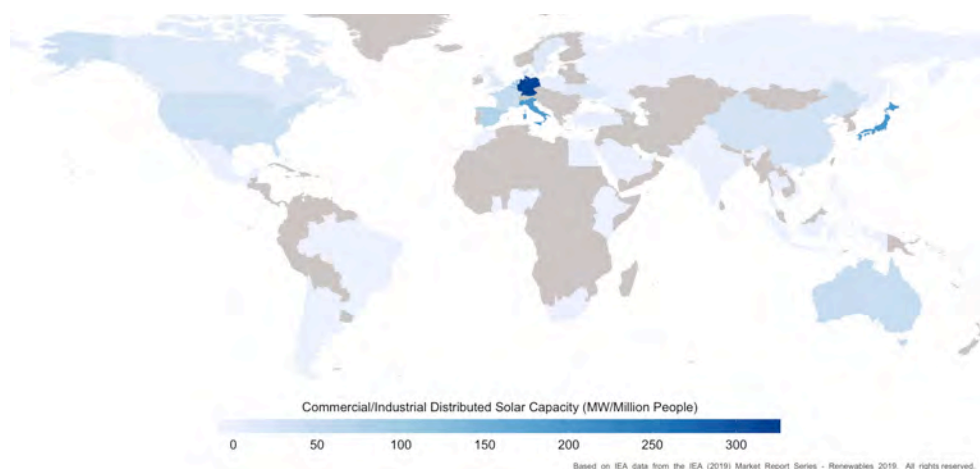 Commercial/Industrial Distributed Solar Capacity (MW/Million People)
0 50 100 150 200 250 300
Based on IEA data from the IEA (2019) Market Report Series - Renewables 2019. All rights reserved.